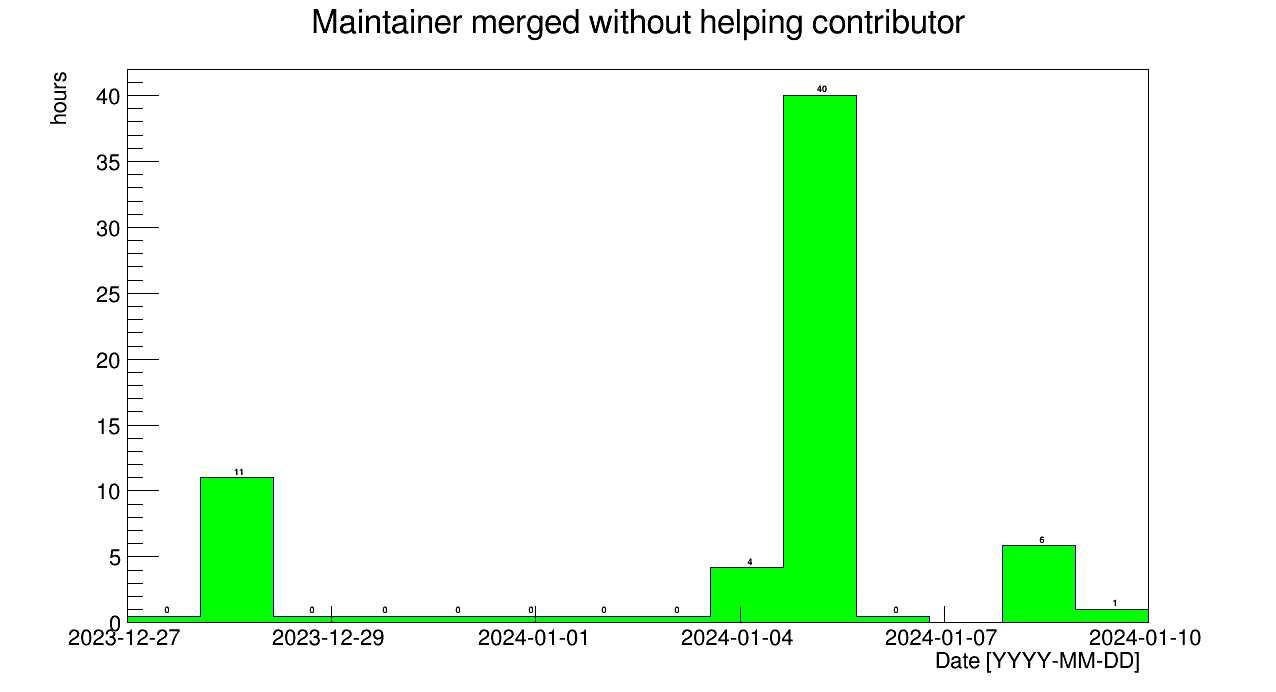 Maintainer merged without helping contributor
hours
40
35
30
25
20
15
10
5
0
0 11 0 0 0 0 0 0 4 40 0 6 1
2023-12-27 2023-12-29 2024-01-01 2024-01-04 2024-01-07 2024-01-10
Date [YYYY-MM-DD]